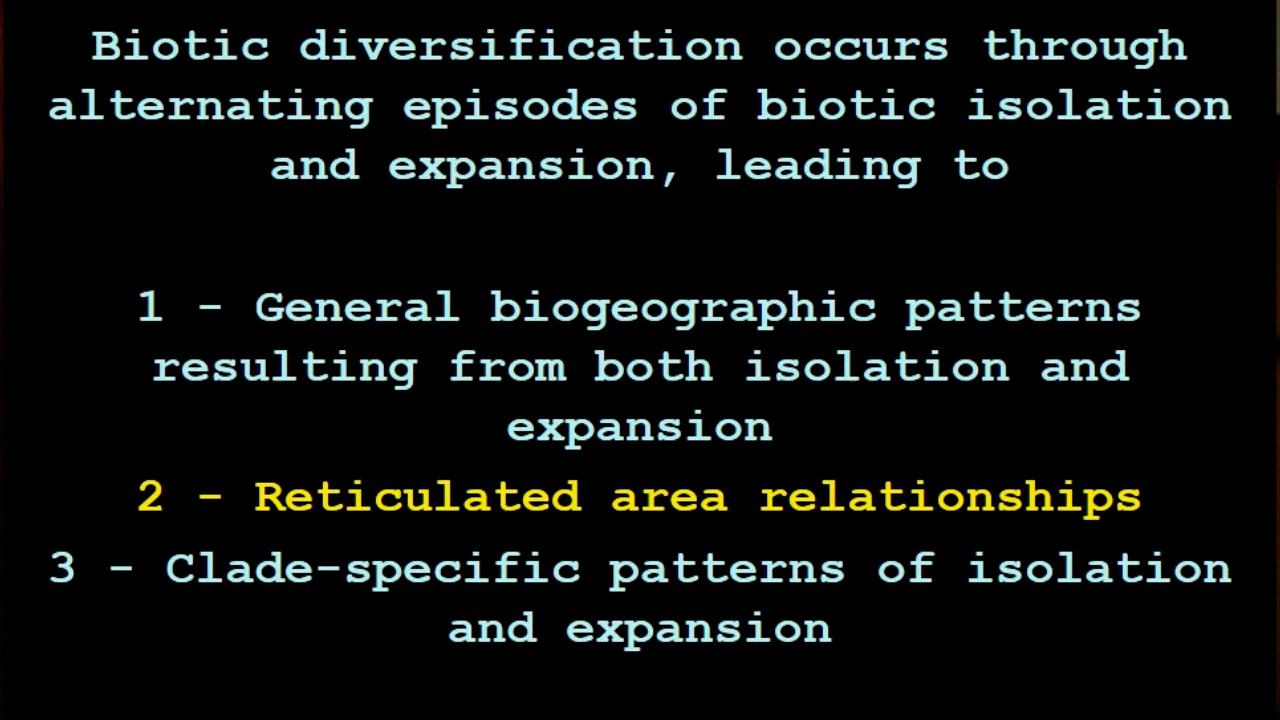 Biotic diversification occurs through
alternating episodes of biotic isolation
and expansion, leading to
1 - General biogeographic patterns
resulting from both isolation and
expansion
2 - Reticulated area relationships
3 - Clade-specific patterns of isolation
and expansion